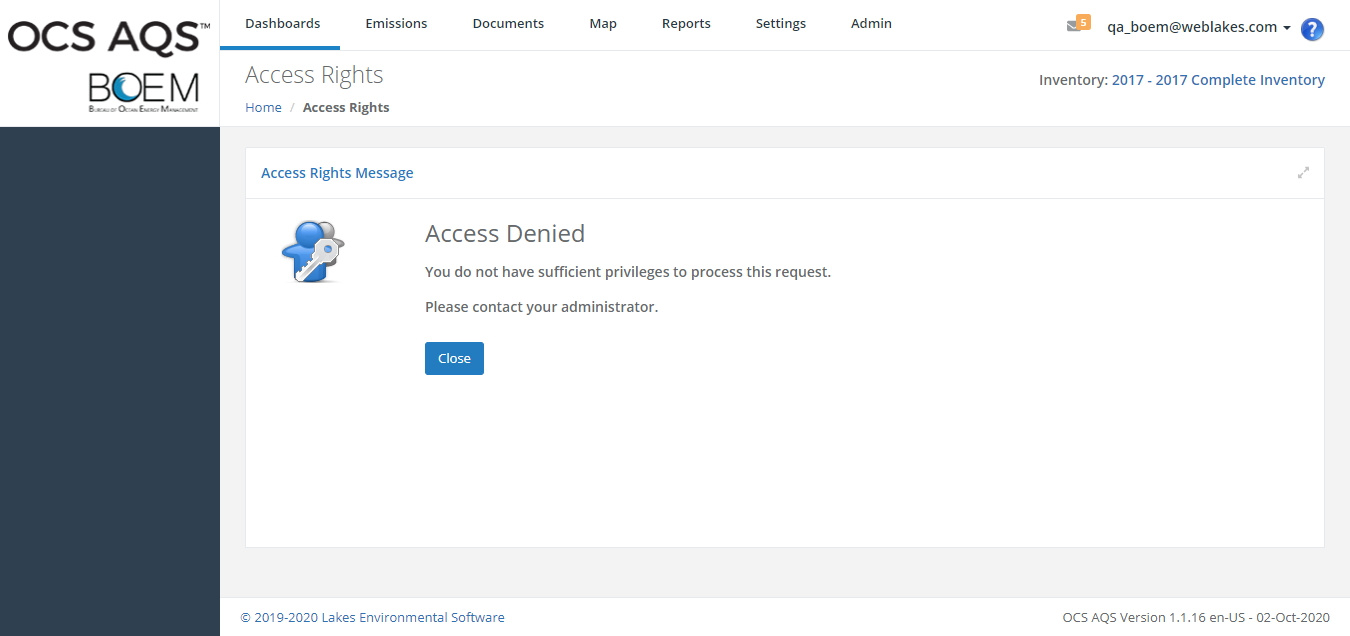 OCS AQS™
BOEM
BUREAU OF OCEAN ENERGY MANAGEMENT
Dashboards Emissions Documents Map Reports Settings Admin
5 qa_boem@weblakes.com ?
Access Rights
Inventory: 2017 - 2017 Complete Inventory
Home / Access Rights
Access Rights Message
Access Denied
You do not have sufficient privileges to process this request.
Please contact your administrator.
Close
© 2019-2020 Lakes Environmental Software
OCS AQS Version 1.1.16 en-US - 02-Oct-2020